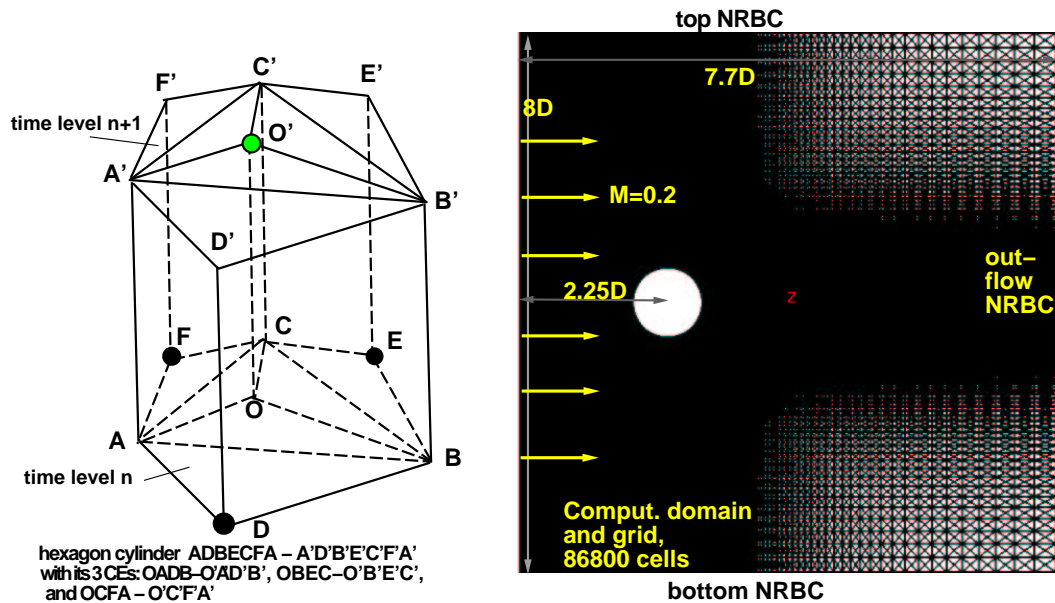 F’
C’
E’
time level n+1
O’
A’
B’
D’
F
C
E
O
A
B
time level n
D
hexagon cylinder ADBECFA – A’D’B’E’C’F’A’
with its 3 CEs: OADB–O’A’D’B’, OBEC–O’B’E’C’,
and OCFA – O’C’F’A’
top NRBC
7.7D
8D
M=0.2
2.25D
z
out–
flow
NRBC
Comput. domain
and grid,
86800 cells
bottom NRBC